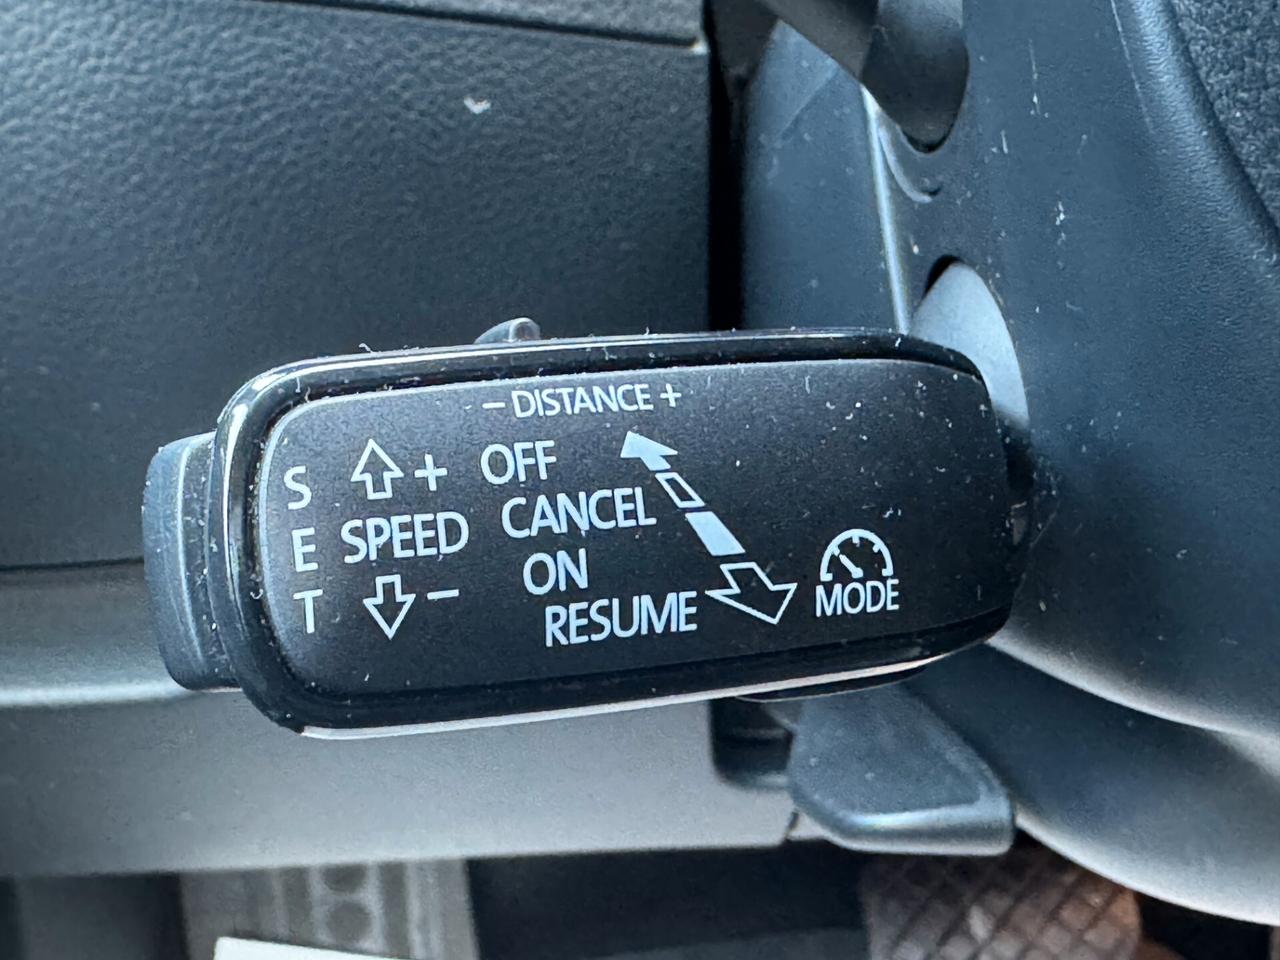 − DISTANCE +
S
E
T
+
SPEED
−
OFF
CANCEL
ON
RESUME
MODE